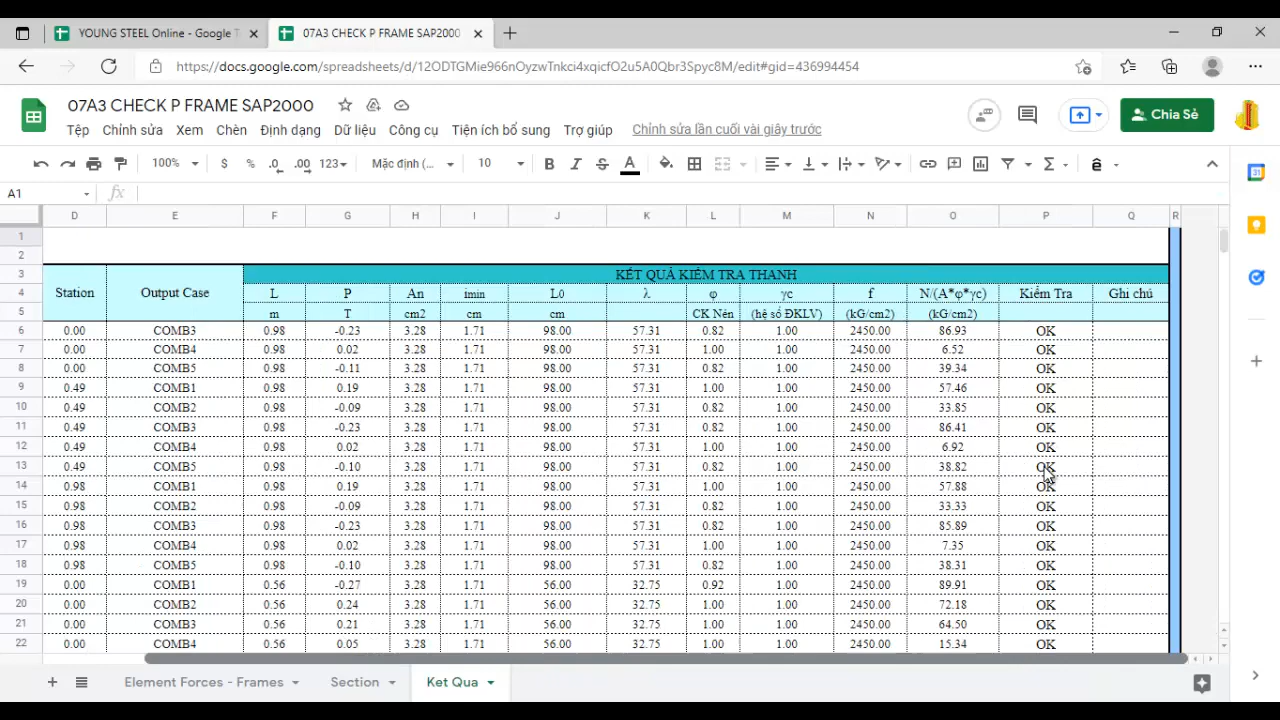 YOUNG STEEL Online - Google T
07A3 CHECK P FRAME SAP2000
https://docs.google.com/spreadsheets/d/12ODTGMie966nOyzwTnkci4xqicfO2u5A0Qbr3Spyc8M/edit#gid=436994454
07A3 CHECK P FRAME SAP2000
Tệp Chỉnh sửa Xem Chèn Định dạng Dữ liệu Công cụ Tiện ích bổ sung Trợ giúp Chỉnh sửa lần cuối vài giây trước
Chia Sẻ
100% $ % .0 .00 123 Mặc định (... 10 B I S A Σ ê
A1 fx
D E F G H I J K L M N O P Q R
1
2
3 KẾT QUẢ KIỂM TRA THANH
4 Station Output Case L P An imin L0 λ φ γc f N/(A*φ*γc) Kiểm Tra Ghi chú
5 m T cm2 cm cm CK Nén (hệ số ĐKLV) (kG/cm2) (kG/cm2)
6 0.00 COMB3 0.98 -0.23 3.28 1.71 98.00 57.31 0.82 1.00 2450.00 86.93 OK
7 0.00 COMB4 0.98 0.02 3.28 1.71 98.00 57.31 1.00 1.00 2450.00 6.52 OK
8 0.00 COMB5 0.98 -0.11 3.28 1.71 98.00 57.31 0.82 1.00 2450.00 39.34 OK
9 0.49 COMB1 0.98 0.19 3.28 1.71 98.00 57.31 1.00 1.00 2450.00 57.46 OK
10 0.49 COMB2 0.98 -0.09 3.28 1.71 98.00 57.31 0.82 1.00 2450.00 33.85 OK
11 0.49 COMB3 0.98 -0.23 3.28 1.71 98.00 57.31 0.82 1.00 2450.00 86.41 OK
12 0.49 COMB4 0.98 0.02 3.28 1.71 98.00 57.31 1.00 1.00 2450.00 6.92 OK
13 0.49 COMB5 0.98 -0.10 3.28 1.71 98.00 57.31 0.82 1.00 2450.00 38.82 OK
14 0.98 COMB1 0.98 0.19 3.28 1.71 98.00 57.31 1.00 1.00 2450.00 57.88 OK
15 0.98 COMB2 0.98 -0.09 3.28 1.71 98.00 57.31 0.82 1.00 2450.00 33.33 OK
16 0.98 COMB3 0.98 -0.23 3.28 1.71 98.00 57.31 0.82 1.00 2450.00 85.89 OK
17 0.98 COMB4 0.98 0.02 3.28 1.71 98.00 57.31 1.00 1.00 2450.00 7.35 OK
18 0.98 COMB5 0.98 -0.10 3.28 1.71 98.00 57.31 0.82 1.00 2450.00 38.31 OK
19 0.00 COMB1 0.56 -0.27 3.28 1.71 56.00 32.75 0.92 1.00 2450.00 89.91 OK
20 0.00 COMB2 0.56 0.24 3.28 1.71 56.00 32.75 1.00 1.00 2450.00 72.18 OK
21 0.00 COMB3 0.56 0.21 3.28 1.71 56.00 32.75 1.00 1.00 2450.00 64.50 OK
22 0.00 COMB4 0.56 0.05 3.28 1.71 56.00 32.75 1.00 1.00 2450.00 15.34 OK
Element Forces - Frames Section Ket Qua